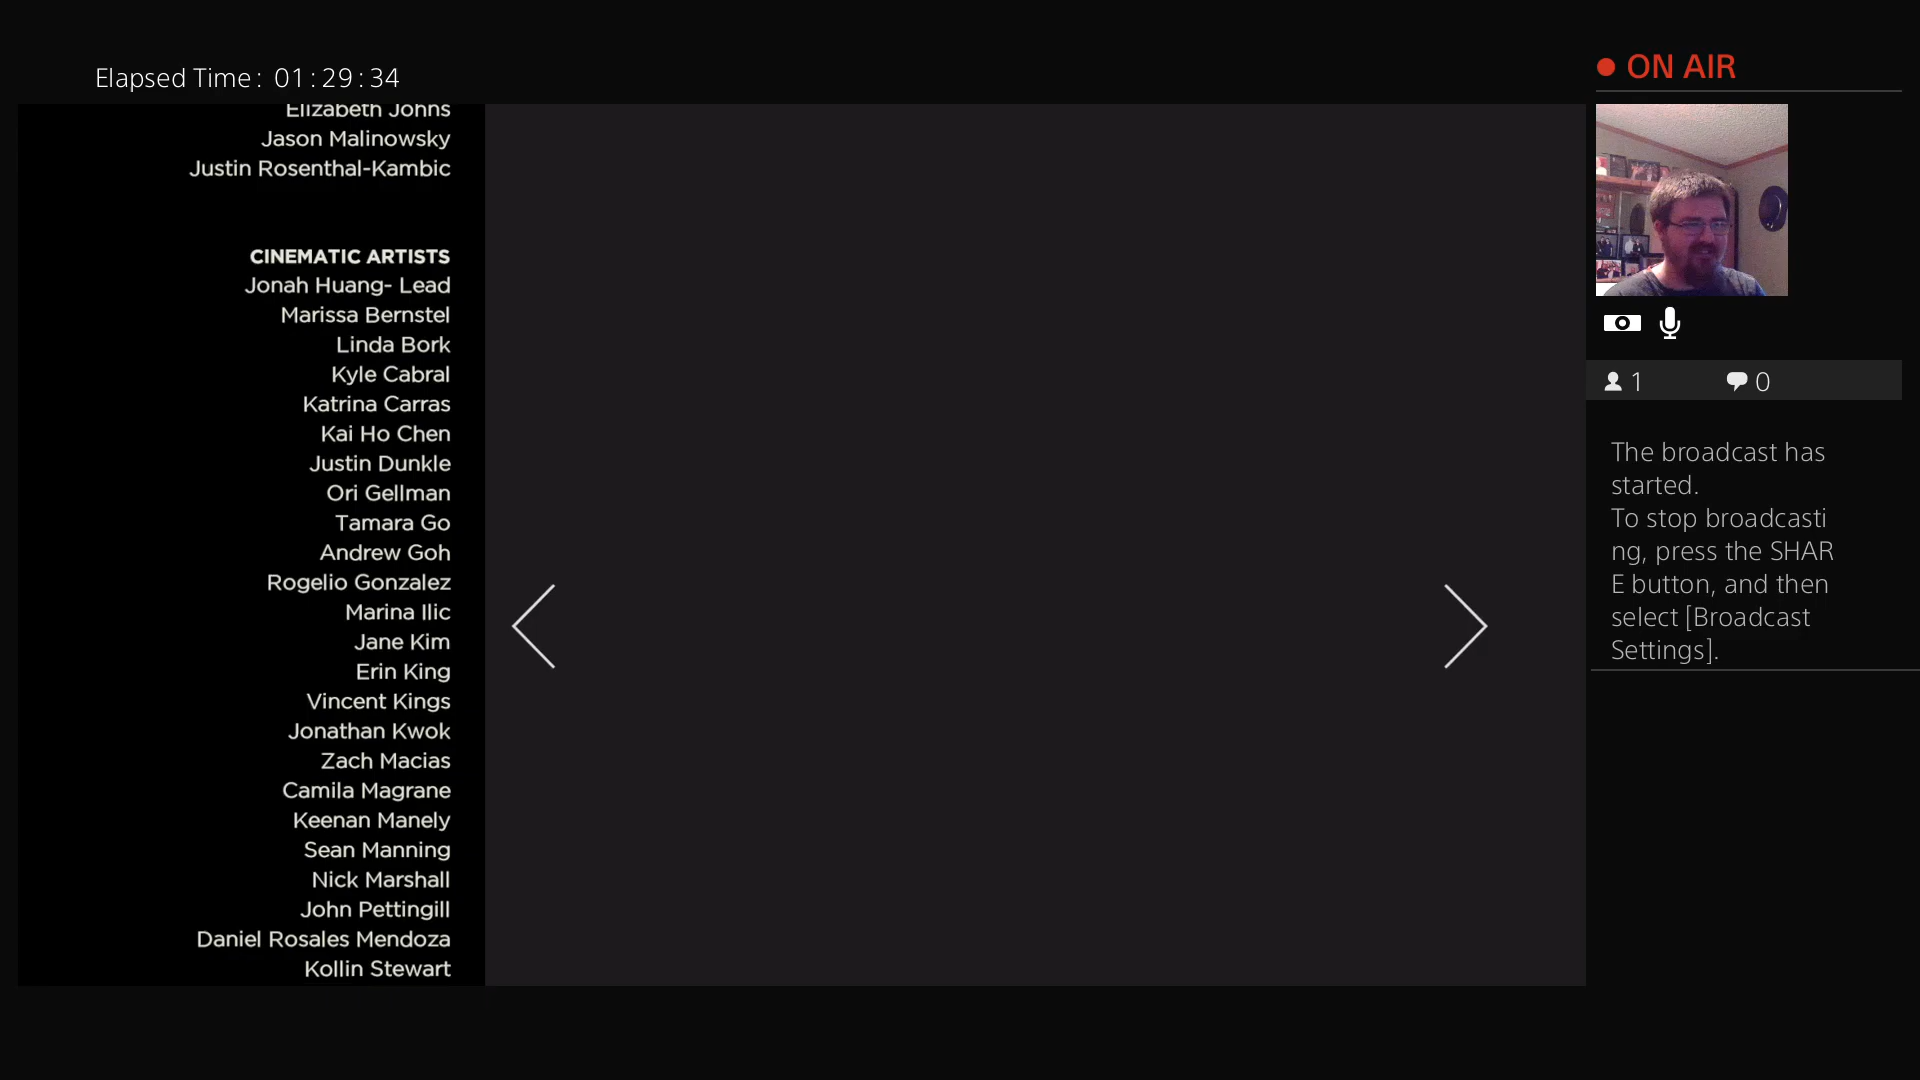 Elapsed Time: 01:29:34
ON AIR
Elizabeth Johns
Jason Malinowsky
Justin Rosenthal-Kambic
CINEMATIC ARTISTS
Jonah Huang- Lead
Marissa Bernstel
Linda Bork
Kyle Cabral
Katrina Carras
Kai Ho Chen
Justin Dunkle
Ori Gellman
Tamara Go
Andrew Goh
Rogelio Gonzalez
Marina Ilic
Jane Kim
Erin King
Vincent Kings
Jonathan Kwok
Zach Macias
Camila Magrane
Keenan Manely
Sean Manning
Nick Marshall
John Pettingill
Daniel Rosales Mendoza
Kollin Stewart
1 0
The broadcast has
started.
To stop broadcasti
ng, press the SHAR
E button, and then
select [Broadcast
Settings].